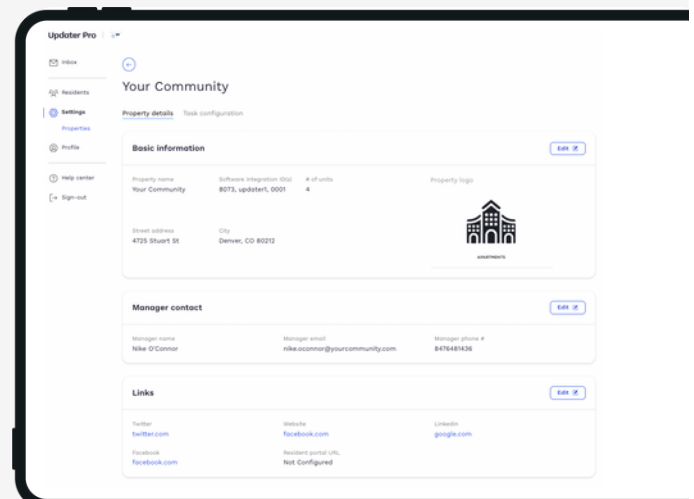 Updater Pro
Inbox
Residents
Settings
Properties
Profile
Help center
Sign-out
Your Community
Property details Task configuration
Basic information
Edit
Property name Software integration ID(s) # of units Property logo
Your Community 8073, updater1, 0001 4
Street address City
4725 Stuart St Denver, CO 80212
APARTMENTS
Manager contact
Edit
Manager name Manager email Manager phone #
Nike O'Connor nike.oconnor@yourcommunity.com 8476481436
Links
Edit
Twitter Website LinkedIn
twitter.com facebook.com google.com
Facebook Resident portal URL
facebook.com Not Configured